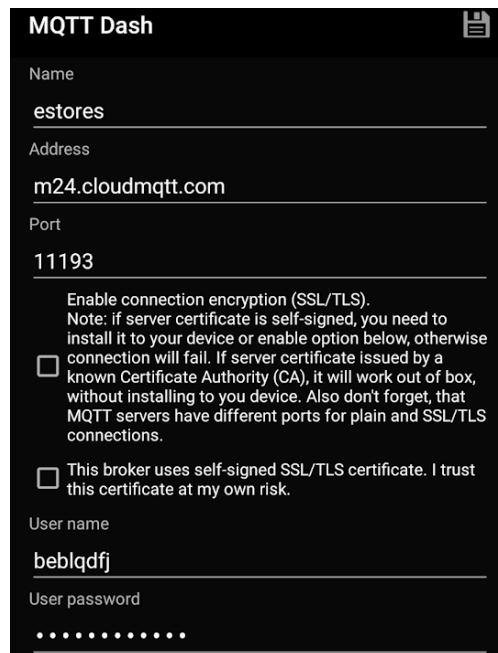 MQTT Dash
Name
estores
Address
m24.cloudmqtt.com
Port
11193
Enable connection encryption (SSL/TLS).
Note: if server certificate is self-signed, you need to
install it to your device or enable option below, otherwise
connection will fail. If server certificate issued by a
known Certificate Authority (CA), it will work out of box,
without installing to you device. Also don't forget, that
MQTT servers have different ports for plain and SSL/TLS
connections.
This broker uses self-signed SSL/TLS certificate. I trust
this certificate at my own risk.
User name
beblqdfj
User password
••••••••••••